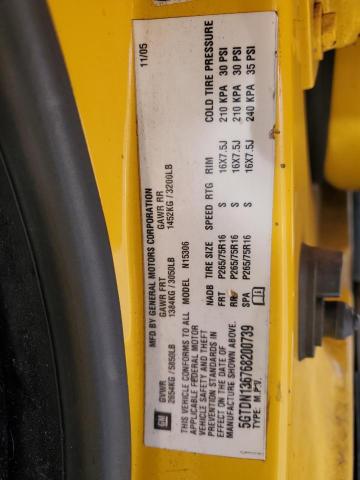 MFD BY GENERAL MOTORS CORPORATION 11/05
GVWR GAWR FRT GAWR RR
2654KG/5850LB 1384KG/3050LB 1452KG/3200LB
THIS VEHICLE CONFORMS TO ALL
APPLICABLE FEDERAL MOTOR
VEHICLE SAFETY AND THEFT
PREVENTION STANDARDS IN
EFFECT ON THE DATE OF
MANUFACTURE SHOWN ABOVE.
5GTDN136768200739
TYPE: M.P.V.
MODEL N15306
NADB TIRE SIZE SPEED RTG RIM COLD TIRE PRESSURE
FRT P265/75R16 S 16X7.5J 210 KPA 30 PSI
RR P265/75R16 S 16X7.5J 210 KPA 30 PSI
SPA P265/75R16 S 16X7.5J 240 KPA 35 PSI
GM